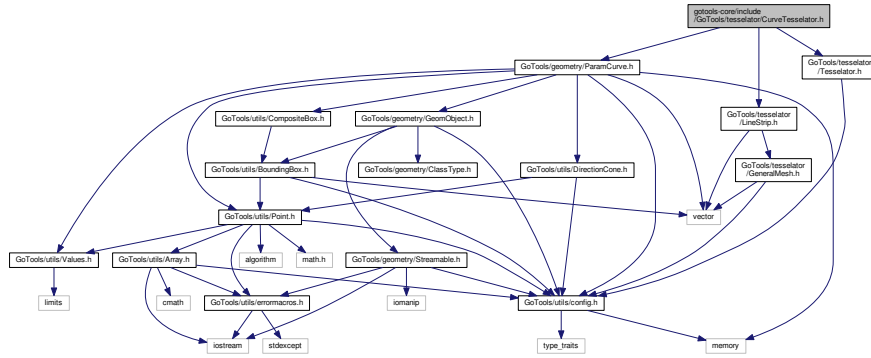 gotools-core/include
/GoTools/tesselator/CurveTesselator.h
GoTools/geometry/ParamCurve.h
GoTools/tesselator
/Tesselator.h
GoTools/utils/CompositeBox.h
GoTools/geometry/GeomObject.h
GoTools/tesselator
/LineStrip.h
GoTools/utils/BoundingBox.h
GoTools/geometry/ClassType.h
GoTools/utils/DirectionCone.h
GoTools/tesselator
/GeneralMesh.h
GoTools/utils/Point.h
vector
GoTools/utils/Values.h
GoTools/utils/Array.h
algorithm
math.h
GoTools/geometry/Streamable.h
limits
cmath
GoTools/utils/errormacros.h
iomanip
GoTools/utils/config.h
iostream
stdexcept
type_traits
memory